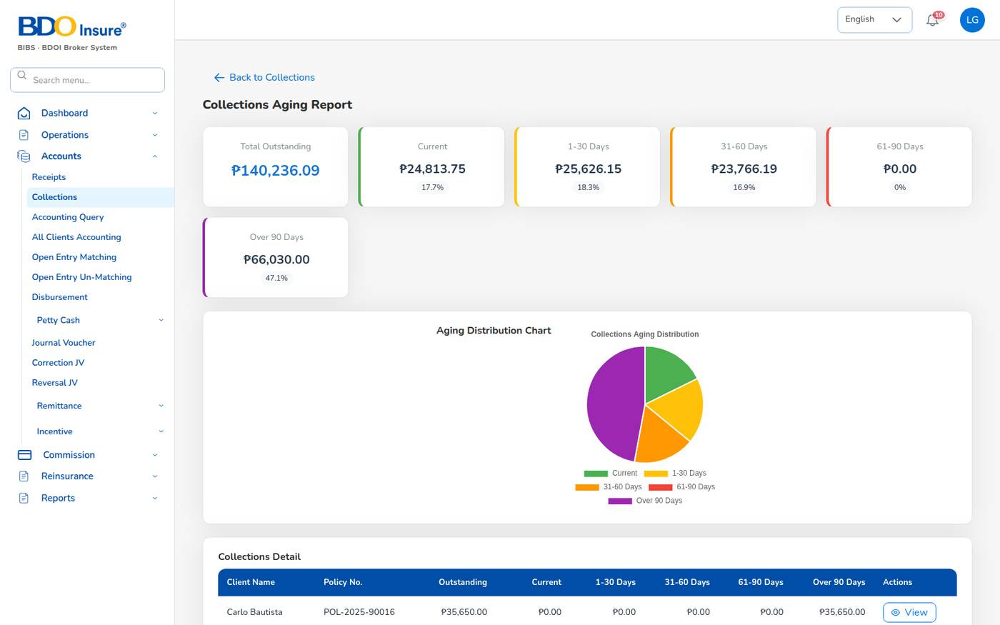 BDO Insure®
BIBS · BDOI Broker System
Search menu...
Dashboard
Operations
Accounts
Receipts
Collections
Accounting Query
All Clients Accounting
Open Entry Matching
Open Entry Un-Matching
Disbursement
Petty Cash
Journal Voucher
Correction JV
Reversal JV
Remittance
Incentive
Commission
Reinsurance
Reports
English
10
LG
Back to Collections
Collections Aging Report
Total Outstanding
₱140,236.09
Current
₱24,813.75
17.7%
1-30 Days
₱25,626.15
18.3%
31-60 Days
₱23,766.19
16.9%
61-90 Days
₱0.00
0%
Over 90 Days
₱66,030.00
47.1%
Aging Distribution Chart
Collections Aging Distribution
Current 1-30 Days
31-60 Days 61-90 Days
Over 90 Days
Collections Detail
Client Name Policy No. Outstanding Current 1-30 Days 31-60 Days 61-90 Days Over 90 Days Actions
Carlo Bautista POL-2025-90016 ₱35,650.00 ₱0.00 ₱0.00 ₱0.00 ₱0.00 ₱35,650.00 View